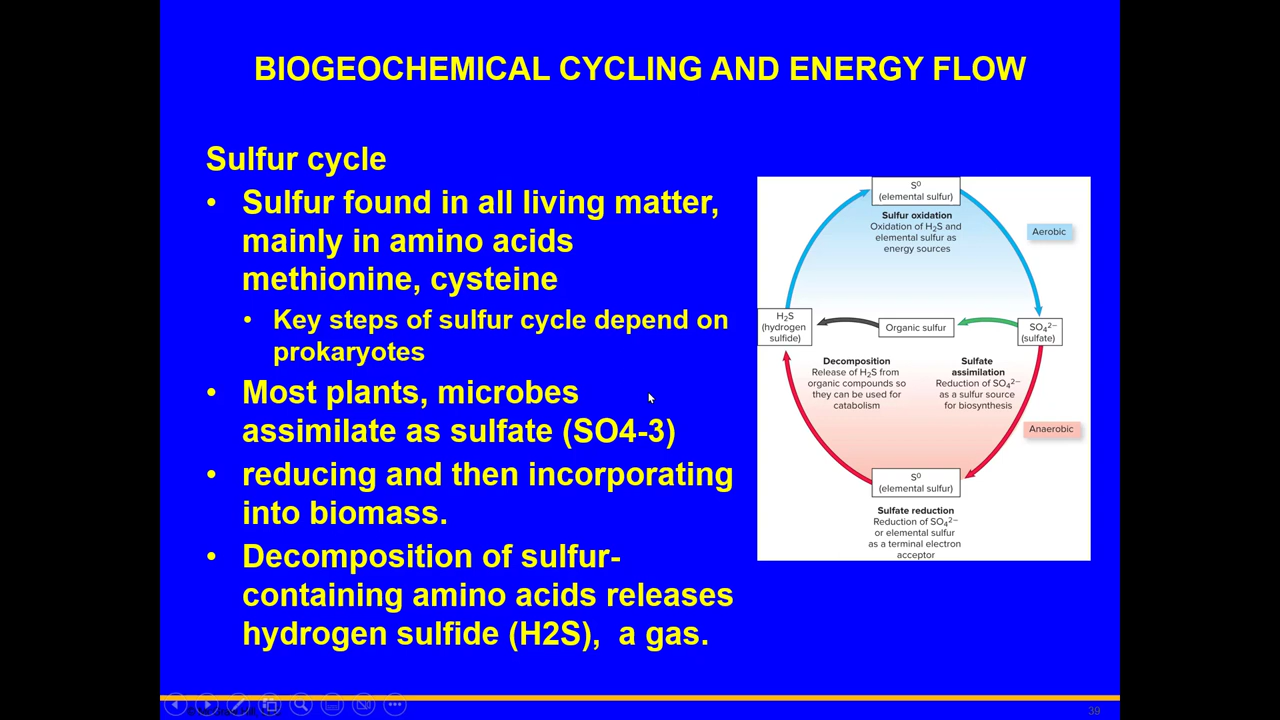 BIOGEOCHEMICAL CYCLING AND ENERGY FLOW
Sulfur cycle
• Sulfur found in all living matter,
mainly in amino acids
methionine, cysteine
• Key steps of sulfur cycle depend on
prokaryotes
• Most plants, microbes
assimilate as sulfate (SO4-3)
• reducing and then incorporating
into biomass.
• Decomposition of sulfur-
containing amino acids releases
hydrogen sulfide (H2S), a gas.
S⁰
(elemental sulfur)
Sulfur oxidation
Oxidation of H₂S and
elemental sulfur as
energy sources
Aerobic
H₂S
(hydrogen
sulfide)
Organic sulfur
SO₄²⁻
(sulfate)
Decomposition
Release of H₂S from
organic compounds so
they can be used for
catabolism
Sulfate
assimilation
Reduction of SO₄²⁻
as a sulfur source
for biosynthesis
Anaerobic
S⁰
(elemental sulfur)
Sulfate reduction
Reduction of SO₄²⁻
or elemental sulfur
as a terminal electron
acceptor
39